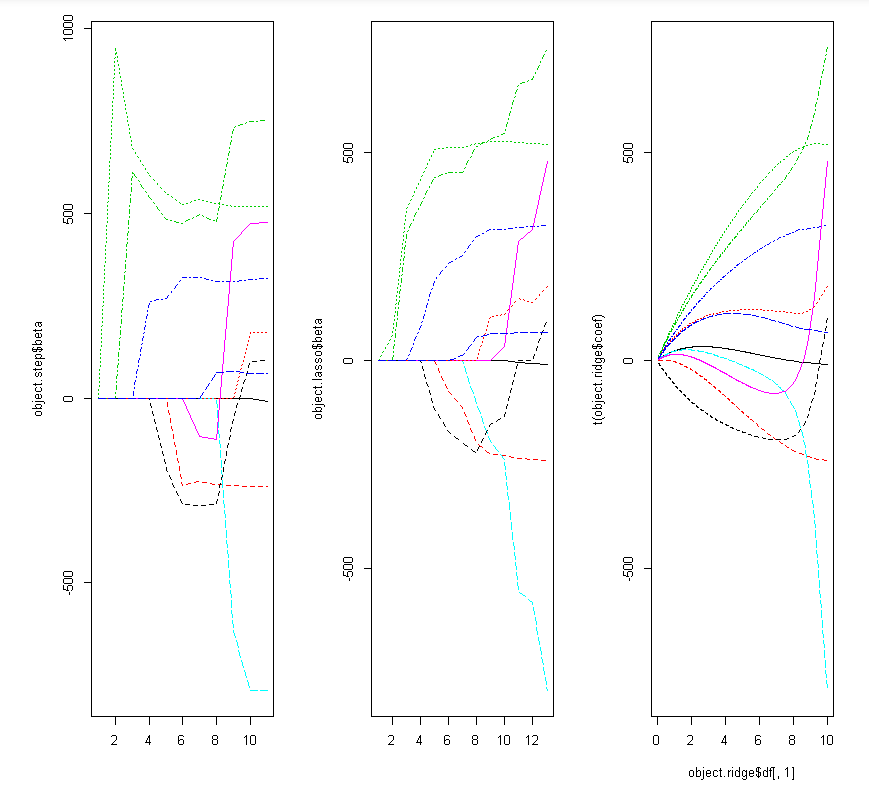 object.step$beta
1000
500
0
-500
2 4 6 8 10
object.lasso$beta
500
0
-500
2 4 6 8 10 12
t(object.ridge$coef)
500
0
-500
0 2 4 6 8 10
object.ridge$df[, 1]